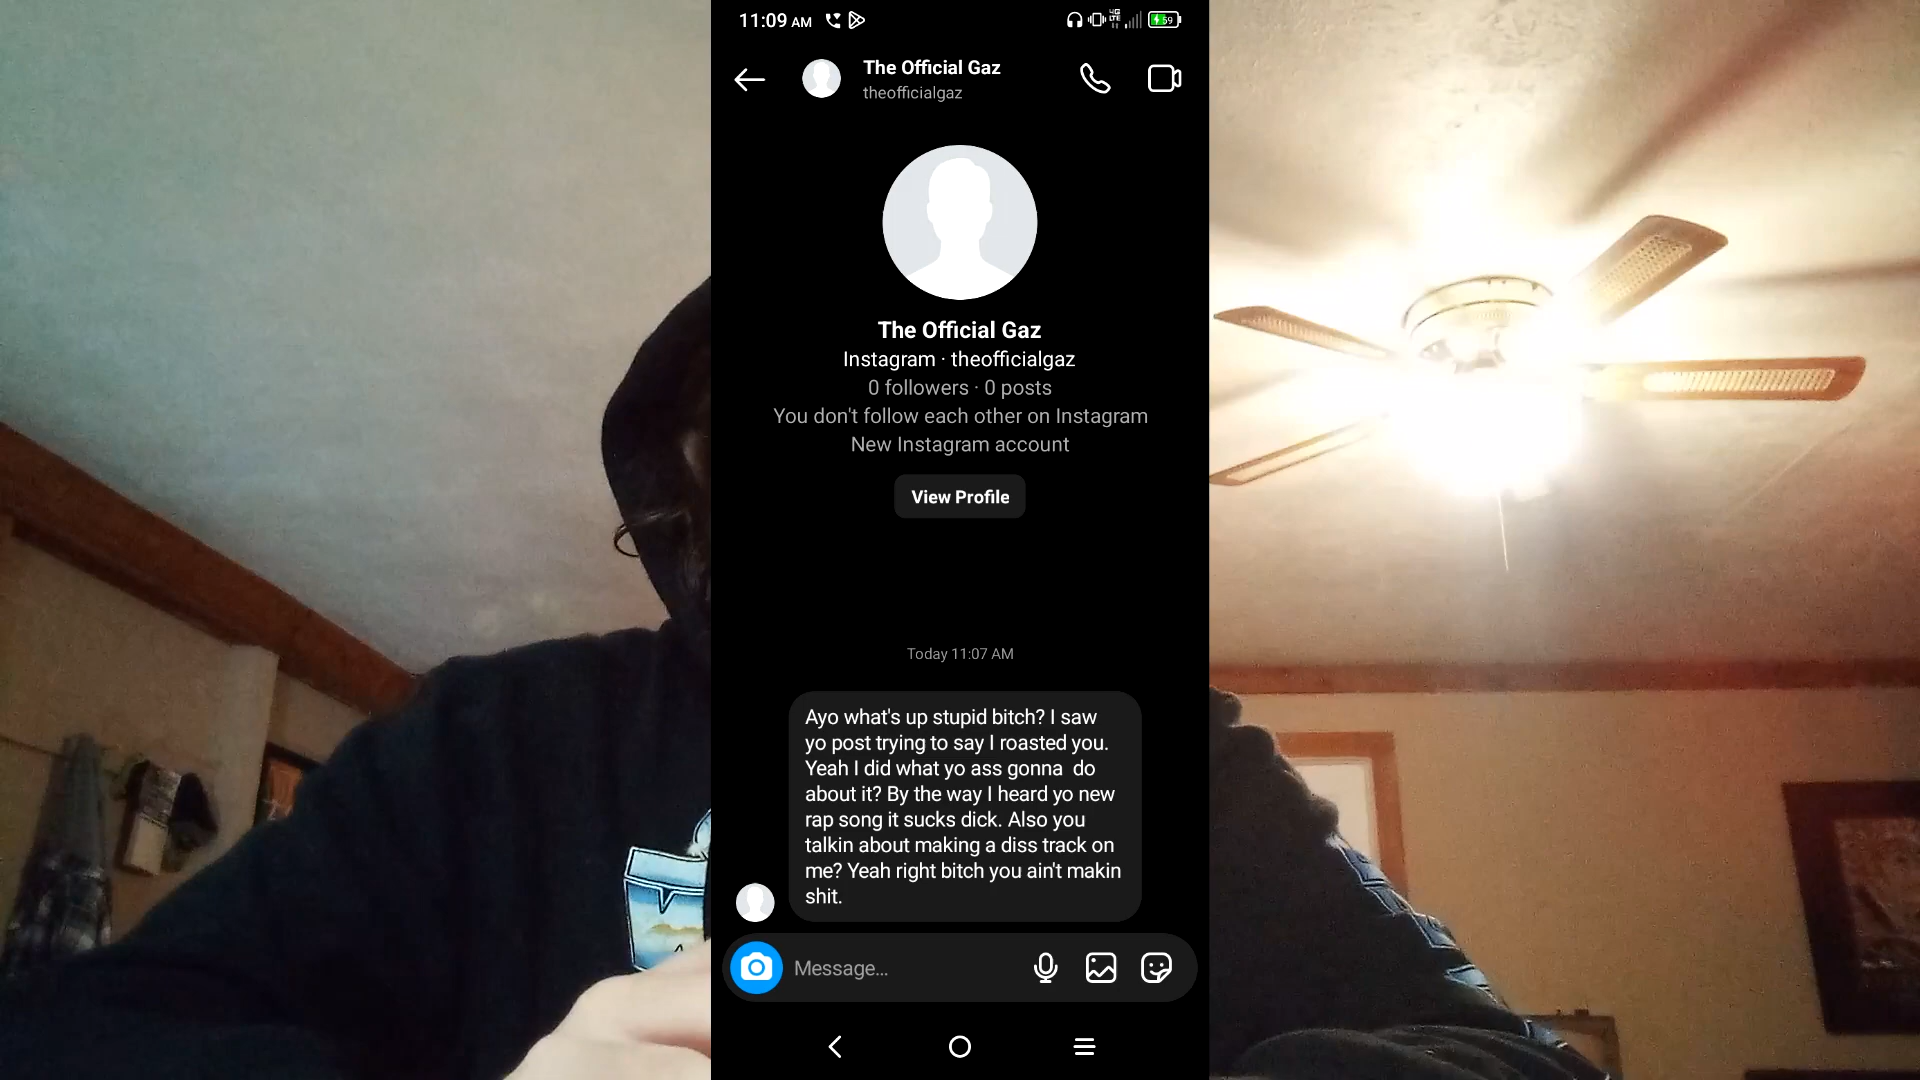 11:09 AM
4G
LTE
59
The Official Gaz
theofficialgaz
The Official Gaz
Instagram · theofficialgaz
0 followers · 0 posts
You don't follow each other on Instagram
New Instagram account
View Profile
Today 11:07 AM
Ayo what's up stupid bitch? I saw
yo post trying to say I roasted you.
Yeah I did what yo ass gonna  do
about it? By the way I heard yo new
rap song it sucks dick. Also you
talkin about making a diss track on
me? Yeah right bitch you ain't makin
shit.
Message...